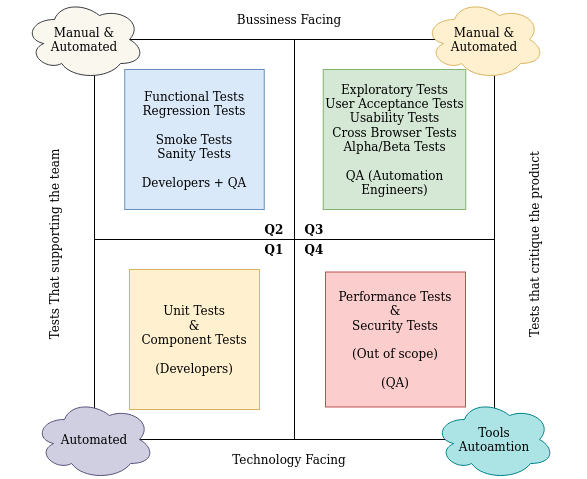 Bussiness Facing
Manual &
Automated
Manual &
Automated
Functional Tests
Regression Tests
Smoke Tests
Sanity Tests
Developers + QA
Exploratory Tests
User Acceptance Tests
Usability Tests
Cross Browser Tests
Alpha/Beta Tests
QA (Automation
Engineers)
Tests That supporting the team
Tests that critique the product
Q2
Q3
Q1
Q4
Unit Tests
&
Component Tests
(Developers)
Performance Tests
&
Security Tests
(Out of scope)
(QA)
Automated
Tools
Autoamtion
Technology Facing